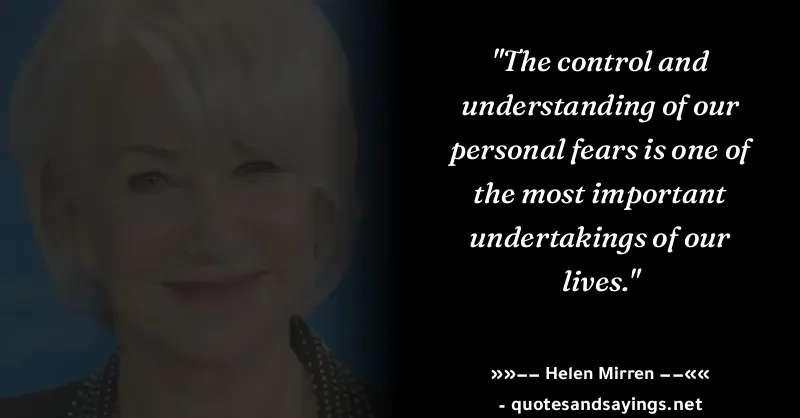 "The control and
understanding of our
personal fears is one of
the most important
undertakings of our
lives."
»»−− Helen Mirren −−««
- quotesandsayings.net